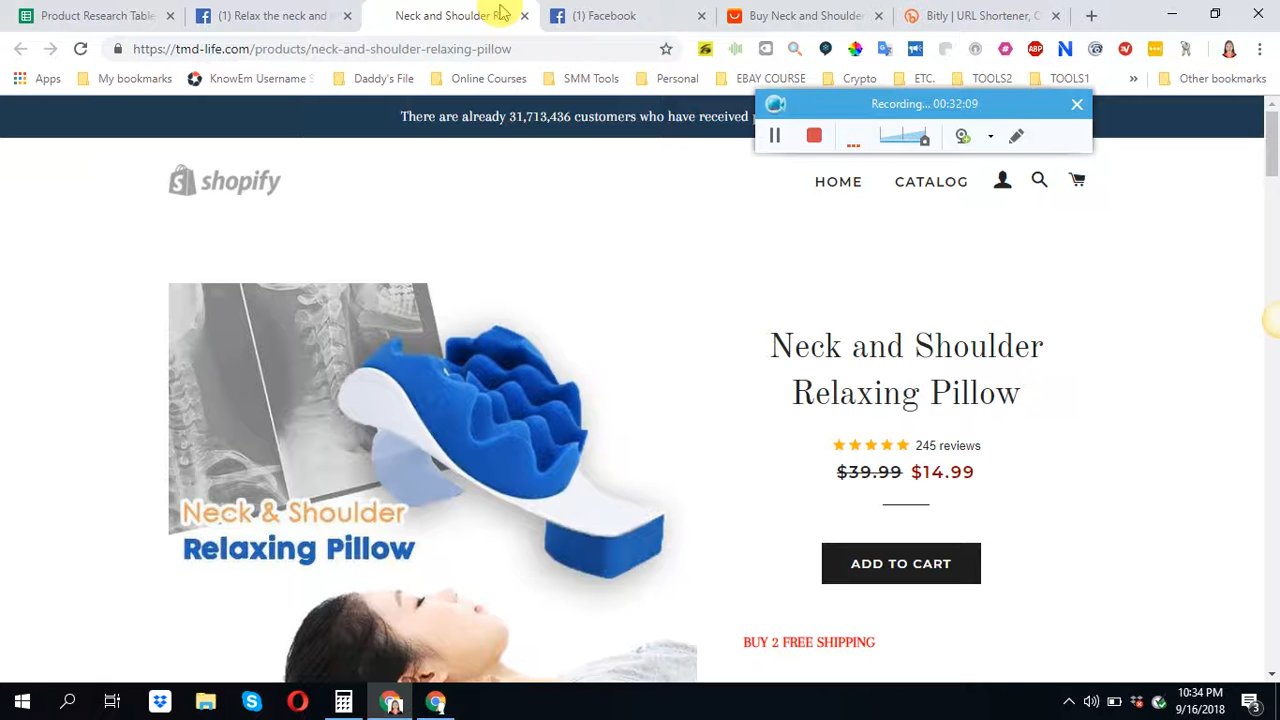 Product Research Table
(1) Relax the neck and
Neck and Shoulder R
(1) Facebook
Buy Neck and Shoulder
Bitly | URL Shortener, C
https://tmd-life.com/products/neck-and-shoulder-relaxing-pillow
Apps
My bookmarks
KnowEm Username
Daddy's File
Online Courses
SMM Tools
Personal
EBAY COURSE
Crypto
ETC.
TOOLS2
TOOLS1
Other bookmarks
There are already 31,713,436 customers who have received
Recording... 00:32:09
shopify
HOME
CATALOG
Neck and Shoulder
Relaxing Pillow
245 reviews
$39.99 $14.99
ADD TO CART
BUY 2 FREE SHIPPING
Neck & Shoulder
Relaxing Pillow
10:34 PM
9/16/2018
3